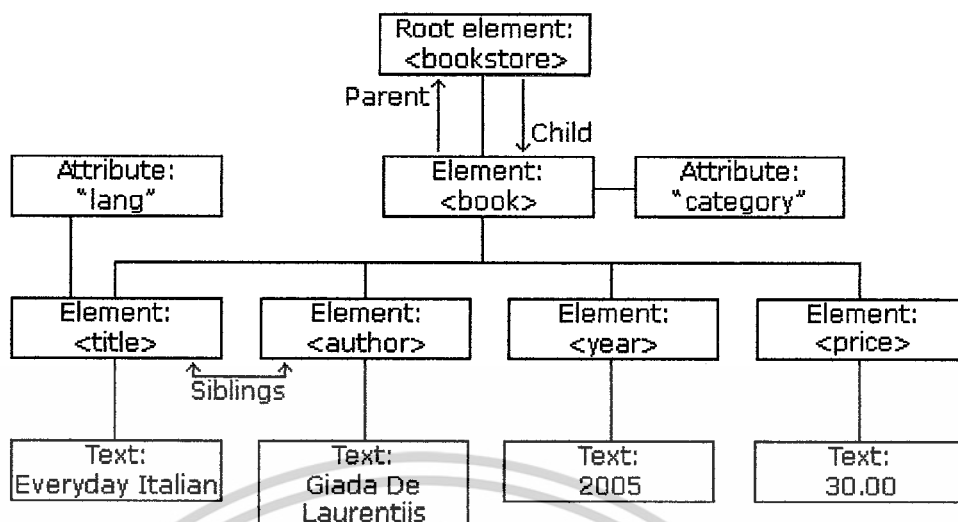 Root element:
<bookstore>
Parent
Child
Attribute:
"lang"
Element:
<book>
Attribute:
"category"
Element:
<title>
Element:
<author>
Element:
<year>
Element:
<price>
Siblings
Text:
Everyday Italian
Text:
Giada De
Laurentiis
Text:
2005
Text:
30.00